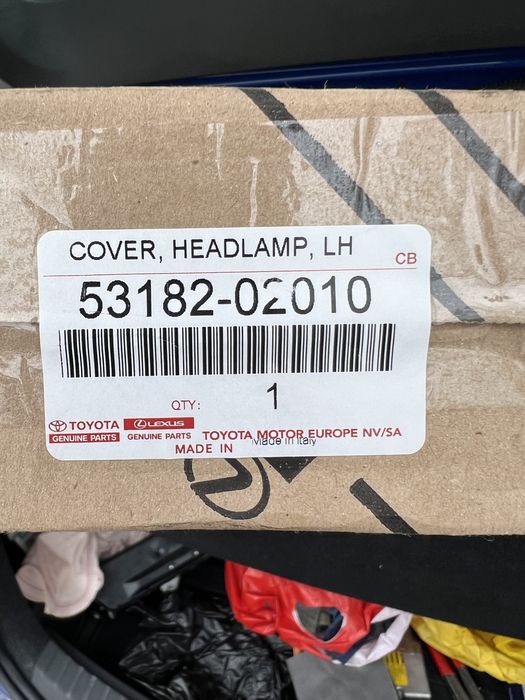 COVER, HEADLAMP, LH
CB
53182-02010
QTY: 1
TOYOTA
GENUINE PARTS
LEXUS
GENUINE PARTS
TOYOTA MOTOR EUROPE NV/SA
MADE IN Made in Italy